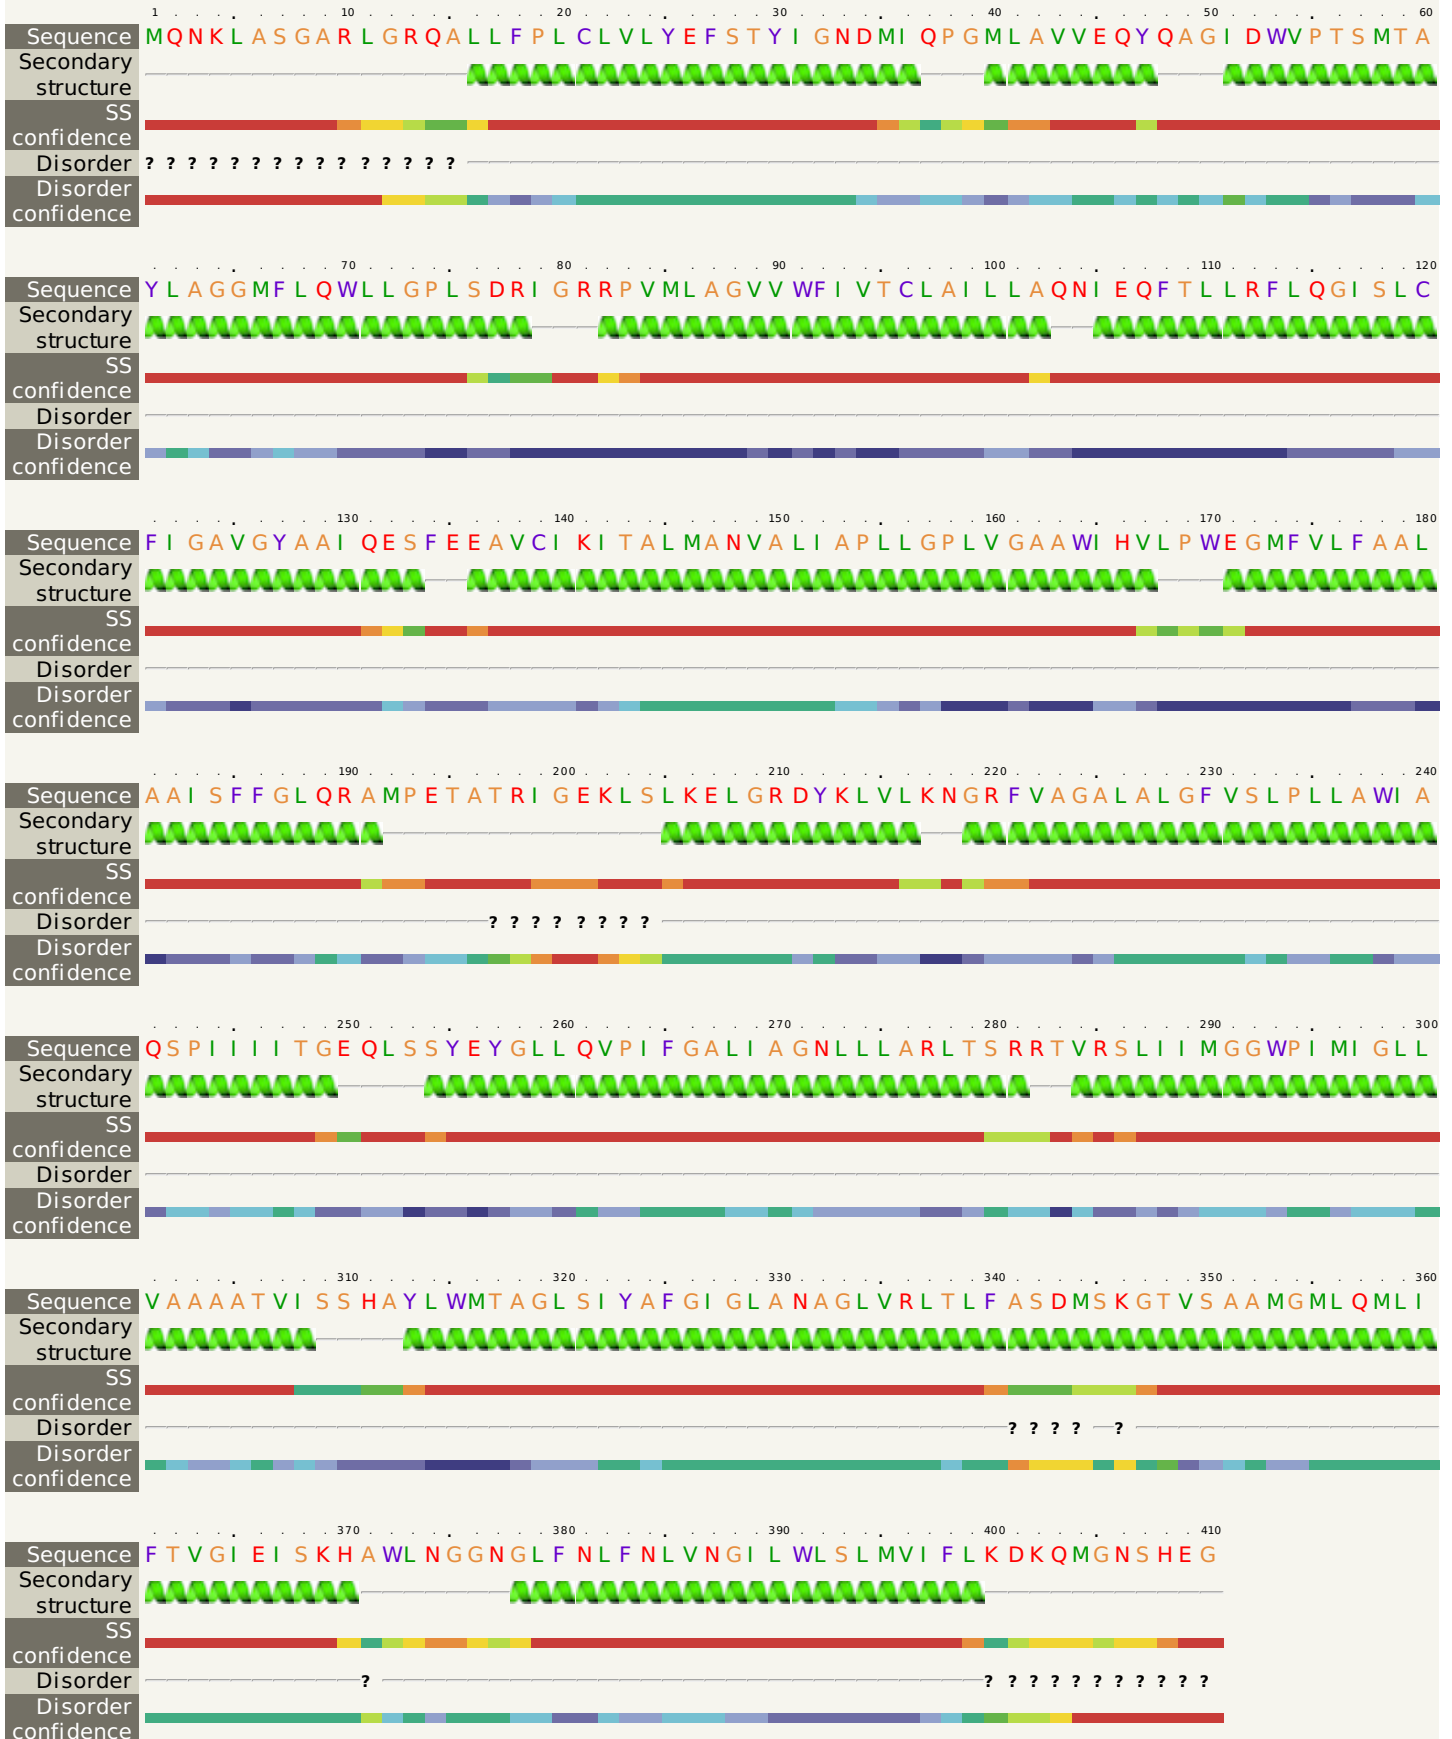 1 10 20 30 40 50 60
Sequence MQNKLASGARLGRQALLFPLCLVLYEFSTYIGNDMIQPGMLAVVEQYQAGIDWVPTSMTA
Secondary
structure
SS
confidence
Disorder ? ? ? ? ? ? ? ? ? ? ? ? ? ? ?
Disorder
confidence
70 80 90 100 110 120
Sequence YLAGGMFLQWLLGPLSDRIGRRPVMLAGVVWFIVTCLAILLAQNIEQFTLLRFLQGISLC
Secondary
structure
SS
confidence
Disorder
Disorder
confidence
130 140 150 160 170 180
Sequence FIGAVGYAAIQESFEEAVCIKITALMANVALIAPLLGPLVGAAWIHVLPWEGMFVLFAAL
Secondary
structure
SS
confidence
Disorder
Disorder
confidence
190 200 210 220 230 240
Sequence AAISFFGLQRAMPETATRIGEKLSLKELGRDYKLVLKNGRFVAGALALGFVSLPLLAWIA
Secondary
structure
SS
confidence
Disorder ? ? ? ? ? ? ? ?
Disorder
confidence
250 260 270 280 290 300
Sequence QSPIIIITGEQLSSYEYGLLQVPIFGALIAGNLLLARLTSRRTVRSLIIMGGWPIMIGLL
Secondary
structure
SS
confidence
Disorder
Disorder
confidence
310 320 330 340 350 360
Sequence VAAAATVISSHAYLWMTAGLSIYAFGIGLANAGLVRLTLFASDMSKGTVSAAMGMLQMLI
Secondary
structure
SS
confidence
Disorder ? ? ? ? ?
Disorder
confidence
370 380 390 400 410
Sequence FTVGIEISKHAWLNGGNGLFNLFNLVNGILWLSLMVIFLKDKQMGNSHEG
Secondary
structure
SS
confidence
Disorder ? ? ? ? ? ? ? ? ? ? ? ?
Disorder
confidence